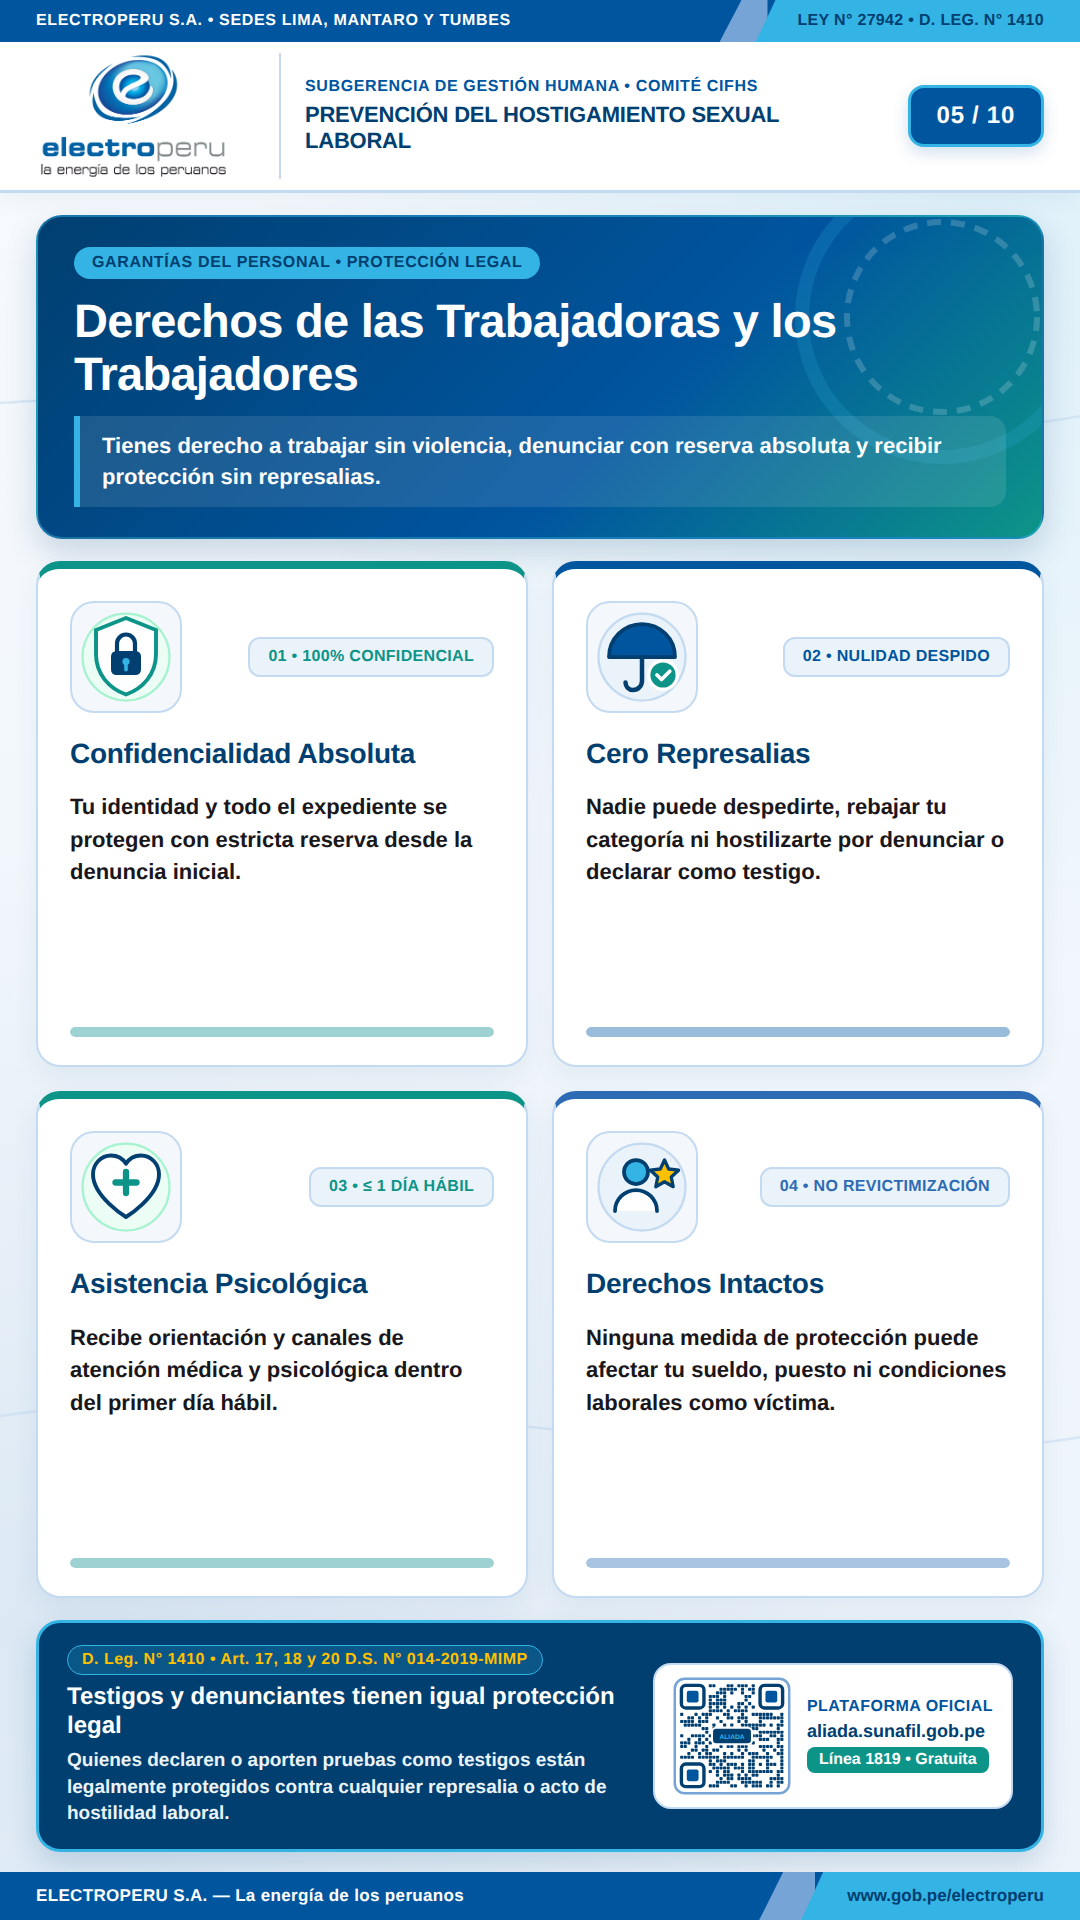 ELECTROPERU S.A. • SEDES LIMA, MANTARO Y TUMBES
LEY N° 27942 • D. LEG. N° 1410
electroperu
la energía de los peruanos
SUBGERENCIA DE GESTIÓN HUMANA • COMITÉ CIFHS
PREVENCIÓN DEL HOSTIGAMIENTO SEXUAL
LABORAL
05 / 10
GARANTÍAS DEL PERSONAL • PROTECCIÓN LEGAL
Derechos de las Trabajadoras y los
Trabajadores
Tienes derecho a trabajar sin violencia, denunciar con reserva absoluta y recibir
protección sin represalias.
01 • 100% CONFIDENCIAL
Confidencialidad Absoluta
Tu identidad y todo el expediente se
protegen con estricta reserva desde la
denuncia inicial.
02 • NULIDAD DESPIDO
Cero Represalias
Nadie puede despedirte, rebajar tu
categoría ni hostilizarte por denunciar o
declarar como testigo.
03 • ≤ 1 DÍA HÁBIL
Asistencia Psicológica
Recibe orientación y canales de
atención médica y psicológica dentro
del primer día hábil.
04 • NO REVICTIMIZACIÓN
Derechos Intactos
Ninguna medida de protección puede
afectar tu sueldo, puesto ni condiciones
laborales como víctima.
D. Leg. N° 1410 • Art. 17, 18 y 20 D.S. N° 014-2019-MIMP
Testigos y denunciantes tienen igual protección
legal
Quienes declaren o aporten pruebas como testigos están
legalmente protegidos contra cualquier represalia o acto de
hostilidad laboral.
ALIADA
PLATAFORMA OFICIAL
aliada.sunafil.gob.pe
Línea 1819 • Gratuita
ELECTROPERU S.A. — La energía de los peruanos
www.gob.pe/electroperu